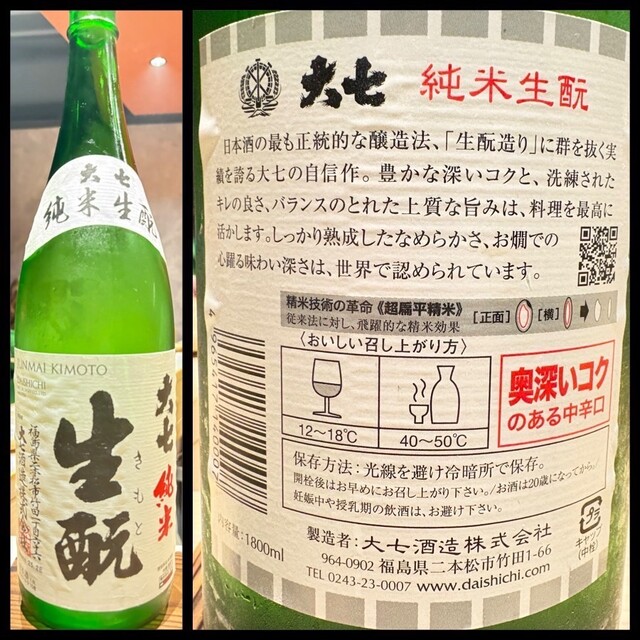 大七
純米生酛
JUNMAI KIMOTO
DAISHICHI
大七 純米
生酛
きもと
大七 純米生酛
日本酒の最も正統的な醸造法、「生酛造り」に群を抜く実
績を誇る大七の自信作。豊かな深いコクと、洗練された
キレの良さ、バランスのとれた上質な旨みは、料理を最高に
活かします。しっかり熟成したなめらかさ、お燗での
心躍る味わい深さは、世界で認められています。
精米技術の革命《超扁平精米》
従来法に対し、飛躍的な精米効果
[正面] [横]
〈おいしい召し上がり方〉
12〜18℃
40〜50℃
奥深いコク
のある中辛口
保存方法:光線を避け冷暗所で保存。
開栓後はお早めにお召し上がり下さい。/お酒は20歳になってから。/
妊娠中や授乳期の飲酒は、お避け下さい。
内容量:1800ml
製造者:大七酒造株式会社
964-0902 福島県二本松市竹田1-66
TEL 0243-23-0007 www.daishichi.com
キャップ
(中栓)